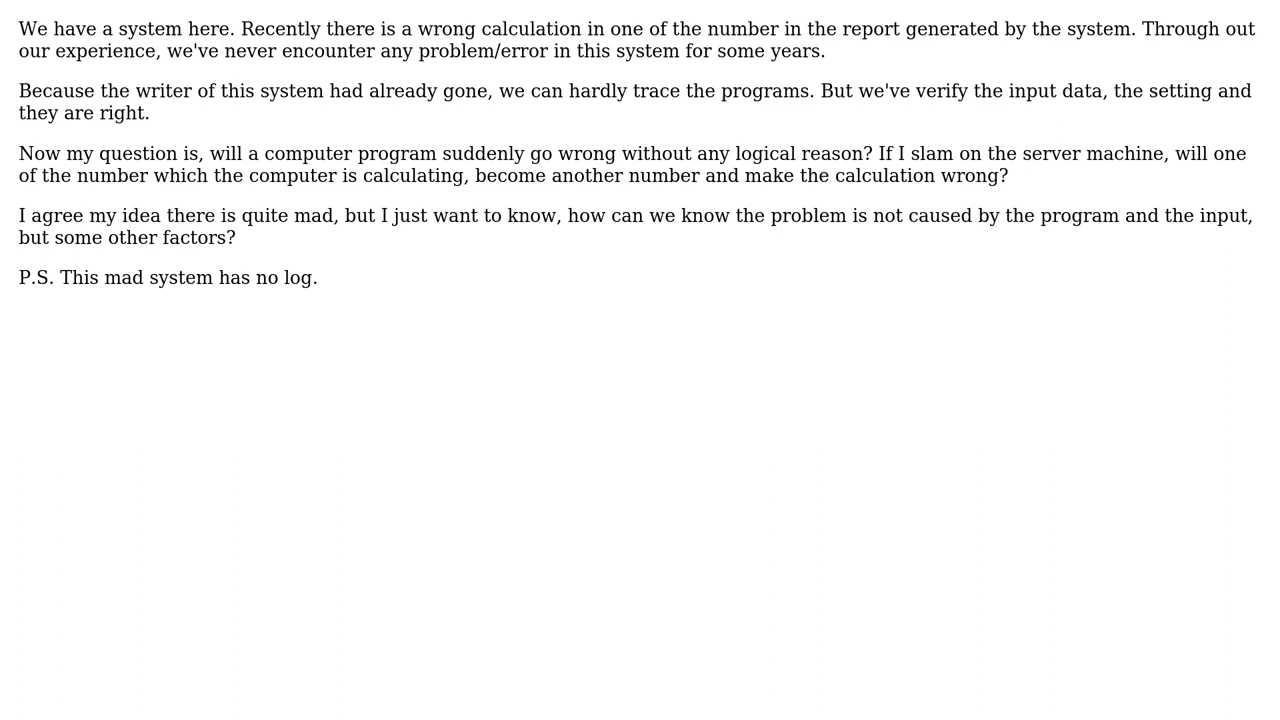 We have a system here. Recently there is a wrong calculation in one of the number in the report generated by the system. Through out
our experience, we've never encounter any problem/error in this system for some years.
Because the writer of this system had already gone, we can hardly trace the programs. But we've verify the input data, the setting and
they are right.
Now my question is, will a computer program suddenly go wrong without any logical reason? If I slam on the server machine, will one
of the number which the computer is calculating, become another number and make the calculation wrong?
I agree my idea there is quite mad, but I just want to know, how can we know the problem is not caused by the program and the input,
but some other factors?
P.S. This mad system has no log.